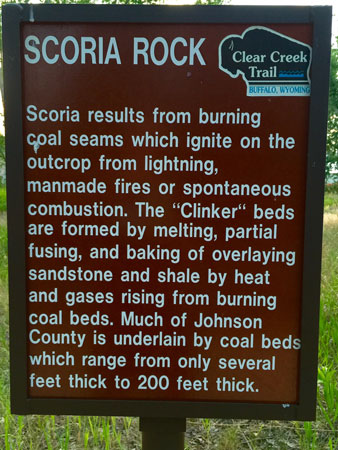 SCORIA ROCK
Clear Creek
Trail
BUFFALO, WYOMING
Scoria results from burning
coal seams which ignite on the
outcrop from lightning,
manmade fires or spontaneous
combustion. The "Clinker" beds
are formed by melting, partial
fusing, and baking of overlaying
sandstone and shale by heat
and gases rising from burning
coal beds. Much of Johnson
County is underlain by coal beds
which range from only several
feet thick to 200 feet thick.